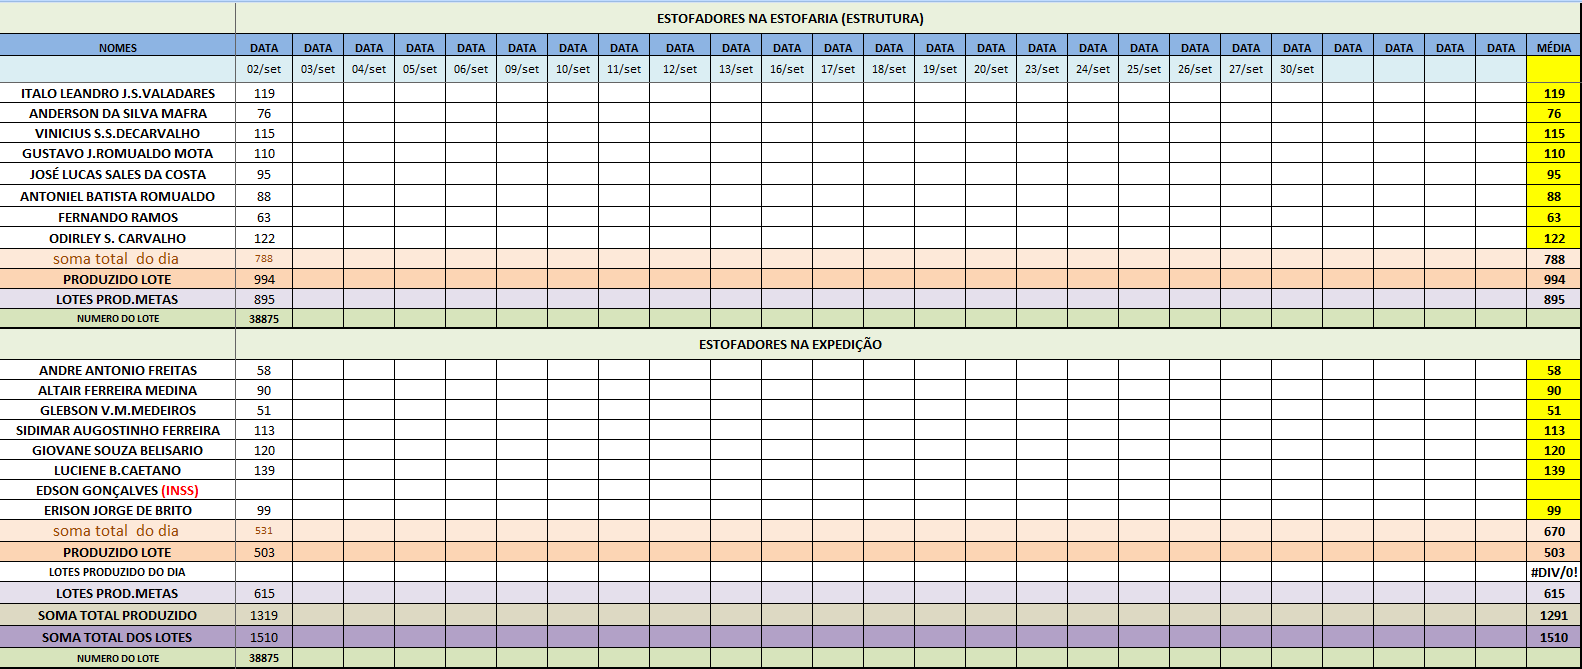 ESTOFADORES NA ESTOFARIA (ESTRUTURA)
NOMES DATA DATA DATA DATA DATA DATA DATA DATA DATA DATA DATA DATA DATA DATA DATA DATA DATA DATA DATA DATA DATA DATA DATA DATA DATA MÉDIA
02/set 03/set 04/set 05/set 06/set 09/set 10/set 11/set 12/set 13/set 16/set 17/set 18/set 19/set 20/set 23/set 24/set 25/set 26/set 27/set 30/set
ITALO LEANDRO J.S.VALADARES 119 119
ANDERSON DA SILVA MAFRA 76 76
VINICIUS S.S.DECARVALHO 115 115
GUSTAVO J.ROMUALDO MOTA 110 110
JOSÉ LUCAS SALES DA COSTA 95 95
ANTONIEL BATISTA ROMUALDO 88 88
FERNANDO RAMOS 63 63
ODIRLEY S. CARVALHO 122 122
soma total do dia 788 788
PRODUZIDO LOTE 994 994
LOTES PROD.METAS 895 895
NUMERO DO LOTE 38875
ESTOFADORES NA EXPEDIÇÃO
ANDRE ANTONIO FREITAS 58 58
ALTAIR FERREIRA MEDINA 90 90
GLEBSON V.M.MEDEIROS 51 51
SIDIMAR AUGOSTINHO FERREIRA 113 113
GIOVANE SOUZA BELISARIO 120 120
LUCIENE B.CAETANO 139 139
EDSON GONÇALVES (INSS)
ERISON JORGE DE BRITO 99 99
soma total do dia 531 670
PRODUZIDO LOTE 503 503
LOTES PRODUZIDO DO DIA #DIV/0!
LOTES PROD.METAS 615 615
SOMA TOTAL PRODUZIDO 1319 1291
SOMA TOTAL DOS LOTES 1510 1510
NUMERO DO LOTE 38875